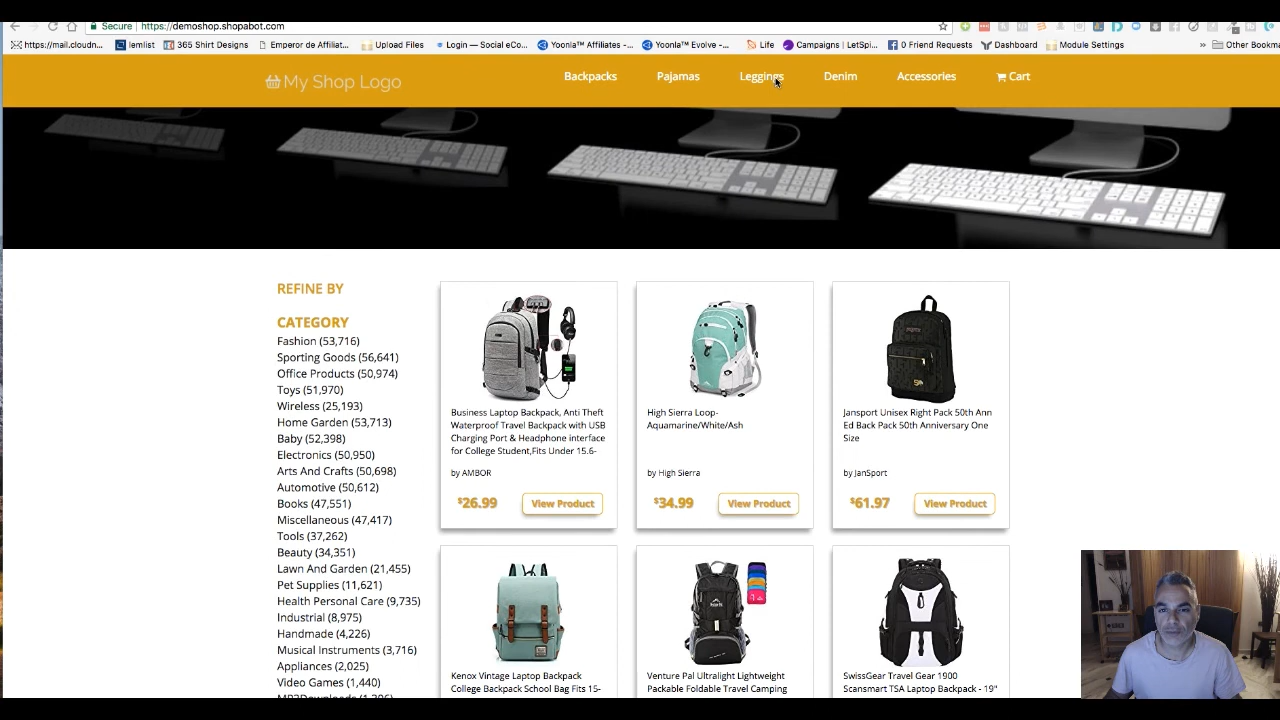 Secure https://demoshop.shopabot.com
https://mail.cloudn... lemlist 365 Shirt Designs Emperor de Affiliat... Upload Files Login — Social eCo... Yoonla™ Affiliates -... Yoonla™ Evolve -... Life Campaigns | LetSpi... 0 Friend Requests Dashboard Module Settings » Other Bookma
My Shop Logo Backpacks Pajamas Leggings Denim Accessories Cart
REFINE BY
CATEGORY
Fashion (53,716)
Sporting Goods (56,641)
Office Products (50,974)
Toys (51,970)
Wireless (25,193)
Home Garden (53,713)
Baby (52,398)
Electronics (50,950)
Arts And Crafts (50,698)
Automotive (50,612)
Books (47,551)
Miscellaneous (47,417)
Tools (37,262)
Beauty (34,351)
Lawn And Garden (21,455)
Pet Supplies (11,621)
Health Personal Care (9,735)
Industrial (8,975)
Handmade (4,226)
Musical Instruments (3,716)
Appliances (2,025)
Video Games (1,440)
Business Laptop Backpack, Anti Theft
Waterproof Travel Backpack with USB
Charging Port & Headphone interface
for College Student,Fits Under 15.6-
by AMBOR
$26.99 View Product
High Sierra Loop-
Aquamarine/White/Ash
by High Sierra
$34.99 View Product
Jansport Unisex Right Pack 50th Ann
Ed Back Pack 50th Anniversary One
Size
by JanSport
$61.97 View Product
Kenox Vintage Laptop Backpack
College Backpack School Bag Fits 15-
Venture Pal Ultralight Lightweight
Packable Foldable Travel Camping
SwissGear Travel Gear 1900
Scansmart TSA Laptop Backpack - 19"